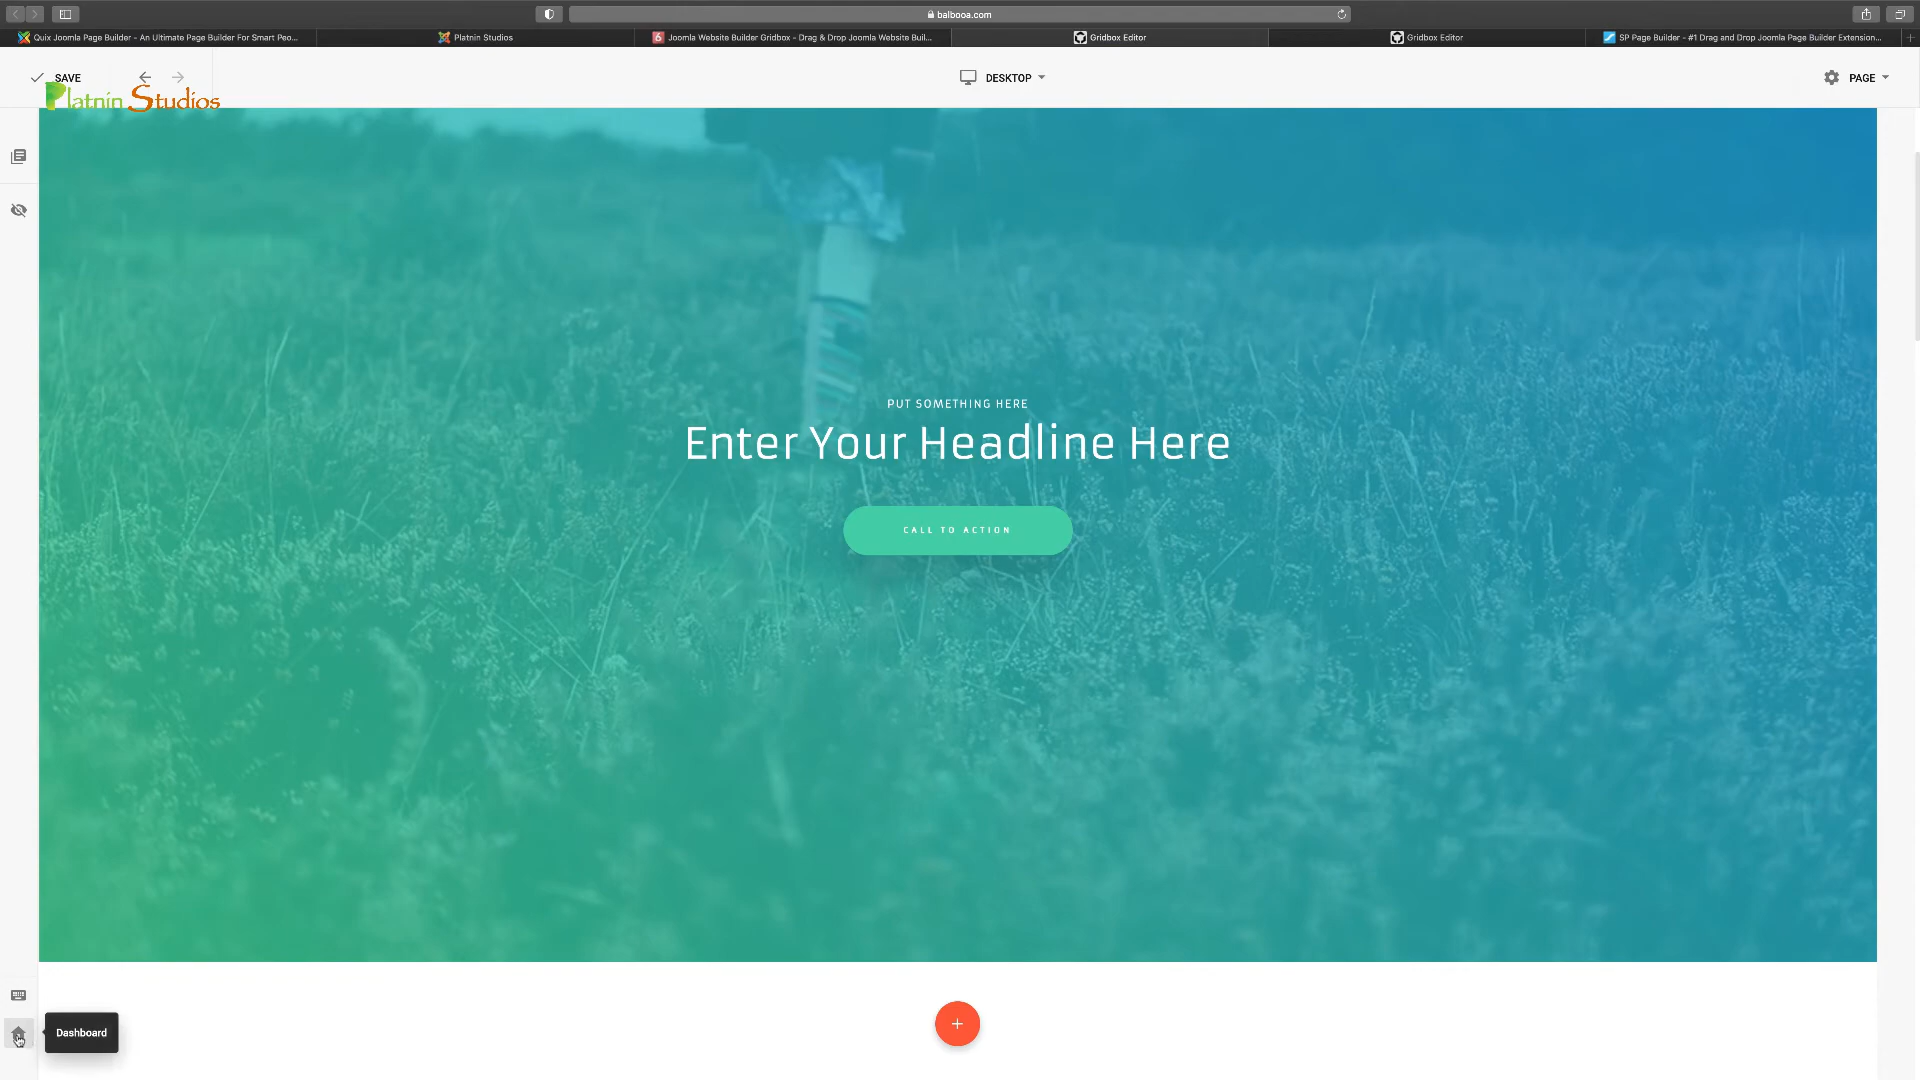 balbooa.com
Quix Joomla Page Builder - An Ultimate Page Builder For Smart Peo...
Platnin Studios
Joomla Website Builder Gridbox – Drag & Drop Joomla Website Buil...
Gridbox Editor
Gridbox Editor
SP Page Builder - #1 Drag and Drop Joomla Page Builder Extension...
SAVE
DESKTOP
PAGE
Platnin Studios
PUT SOMETHING HERE
Enter Your Headline Here
CALL TO ACTION
Dashboard